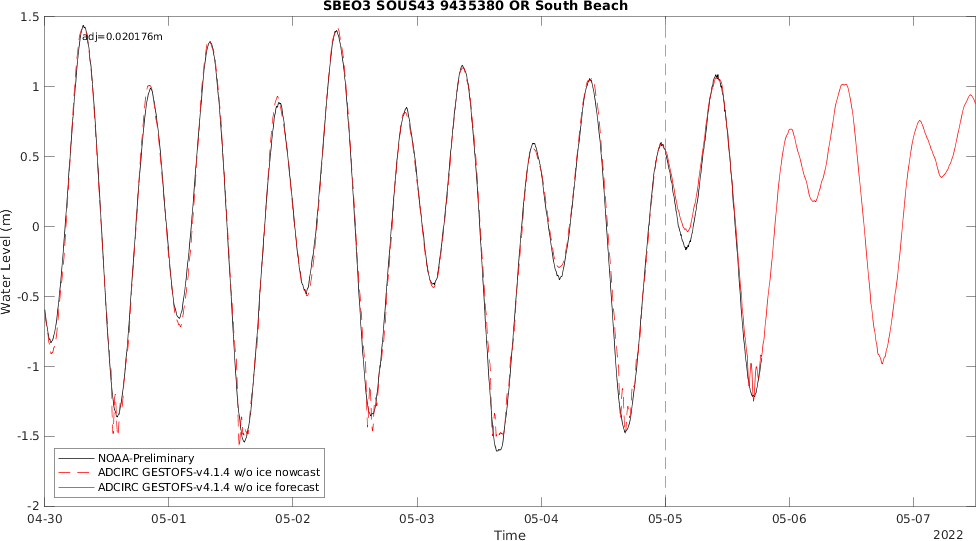 SBEO3 SOUS43 9435380 OR South Beach
adj=0.020176m
1.5
1
0.5
0
-0.5
-1
-1.5
-2
Water Level (m)
NOAA-Preliminary
ADCIRC GESTOFS-v4.1.4 w/o ice nowcast
ADCIRC GESTOFS-v4.1.4 w/o ice forecast
04-30 05-01 05-02 05-03 05-04 05-05 05-06 05-07
Time
2022